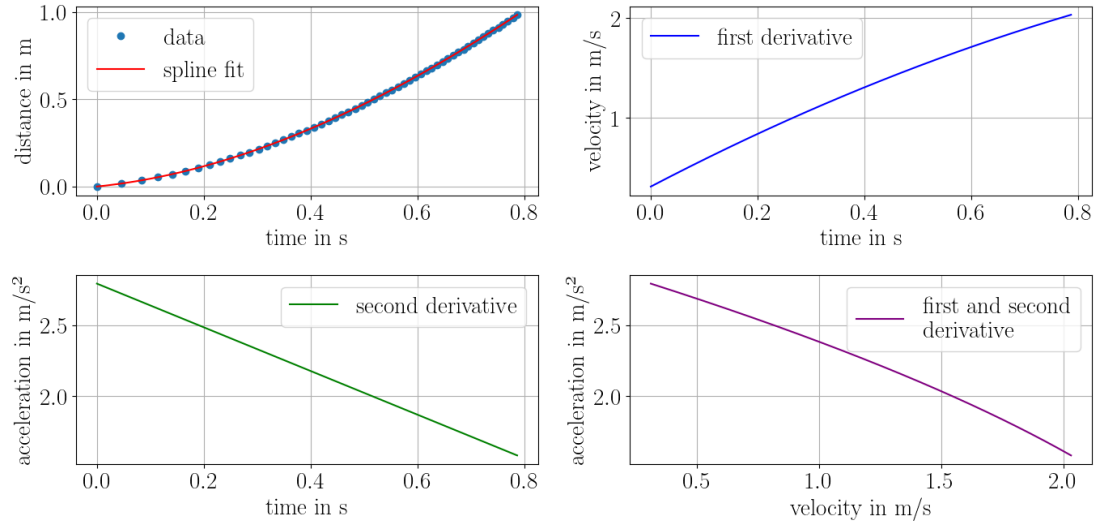 1.0
0.5
0.0
distance in m
data
spline fit
0.0 0.2 0.4 0.6 0.8
time in s
2
1
velocity in m/s
first derivative
0.0 0.2 0.4 0.6 0.8
time in s
2.5
2.0
acceleration in m/s²
second derivative
0.0 0.2 0.4 0.6 0.8
time in s
2.5
2.0
acceleration in m/s²
first and second
derivative
0.5 1.0 1.5 2.0
velocity in m/s